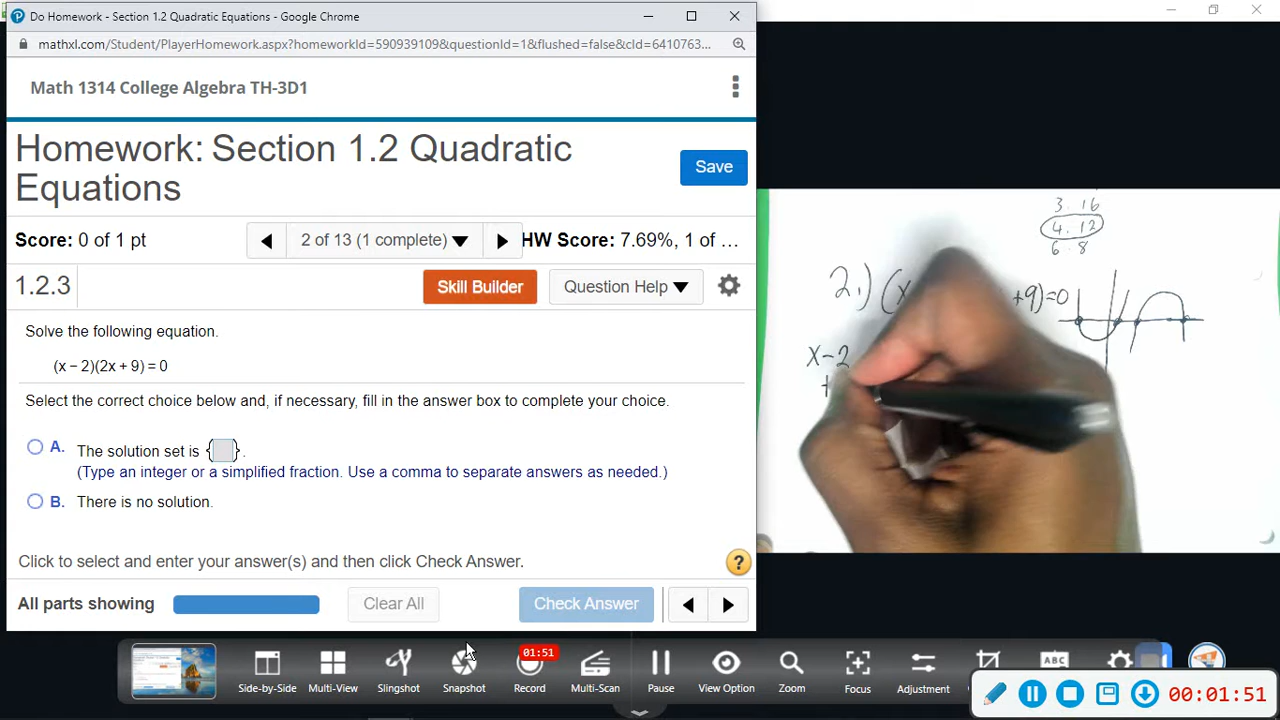 Do Homework - Section 1.2 Quadratic Equations - Google Chrome
mathxl.com/Student/PlayerHomework.aspx?homeworkId=590939109&questionId=1&flushed=false&cId=6410763...
Math 1314 College Algebra TH-3D1
Homework: Section 1.2 Quadratic
Equations
Save
Score: 0 of 1 pt
2 of 13 (1 complete)
HW Score: 7.69%, 1 of ...
1.2.3
Skill Builder
Question Help
Solve the following equation.
(x − 2)(2x + 9) = 0
Select the correct choice below and, if necessary, fill in the answer box to complete your choice.
A. The solution set is { }.
(Type an integer or a simplified fraction. Use a comma to separate answers as needed.)
B. There is no solution.
Click to select and enter your answer(s) and then click Check Answer.
?
All parts showing
Clear All
Check Answer
3 · 16
4 · 12
6 · 8
2.) (x +9)=0
x-2
+
01:51
Side-by-Side
Multi-View
Slingshot
Snapshot
Record
Multi-Scan
Pause
View Option
Zoom
Focus
Adjustment
ABC
00:01:51